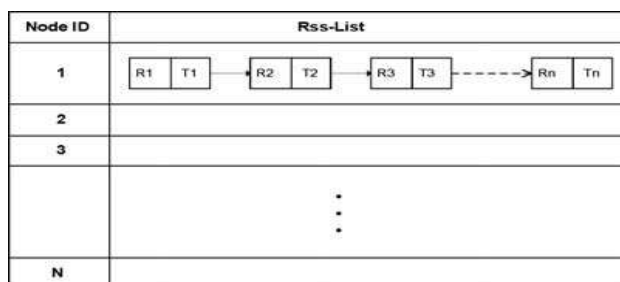 Node ID Rss-List
1 R1 T1 R2 T2 R3 T3 Rn Tn
2
3
N